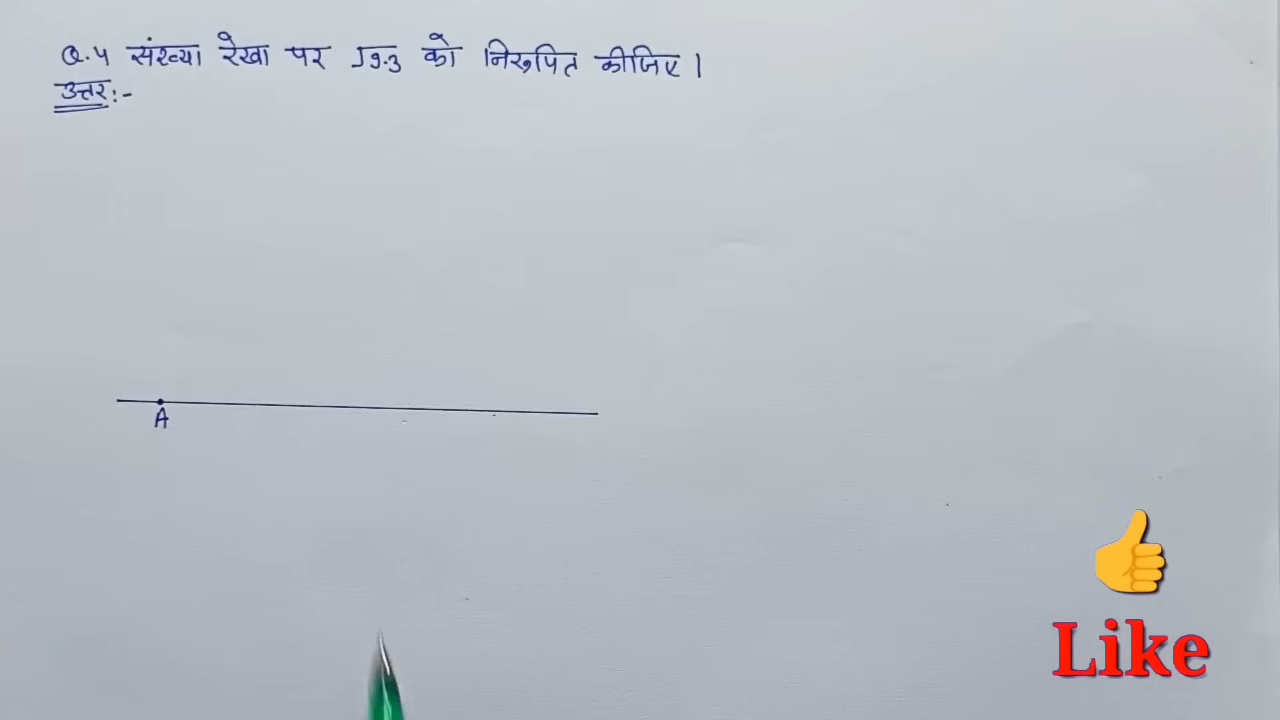 Q.4 संख्या रेखा पर √9.3 को निरुपित कीजिए ।
उत्तर:-
A
Like